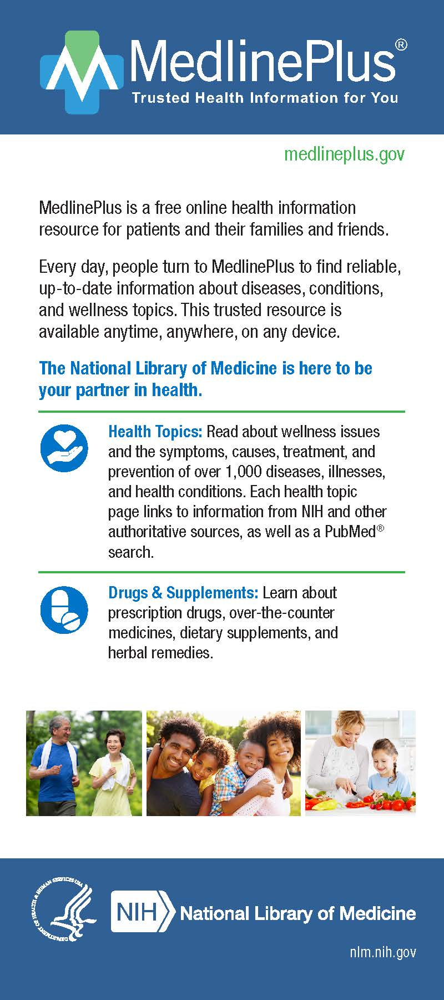 MedlinePlus®
Trusted Health Information for You
medlineplus.gov
MedlinePlus is a free online health information
resource for patients and their families and friends.
Every day, people turn to MedlinePlus to find reliable,
up-to-date information about diseases, conditions,
and wellness topics. This trusted resource is
available anytime, anywhere, on any device.
The National Library of Medicine is here to be
your partner in health.
Health Topics: Read about wellness issues
and the symptoms, causes, treatment, and
prevention of over 1,000 diseases, illnesses,
and health conditions. Each health topic
page links to information from NIH and other
authoritative sources, as well as a PubMed®
search.
Drugs & Supplements: Learn about
prescription drugs, over-the-counter
medicines, dietary supplements, and
herbal remedies.
DEPARTMENT OF HEALTH & HUMAN SERVICES·USA
NIH National Library of Medicine
nlm.nih.gov